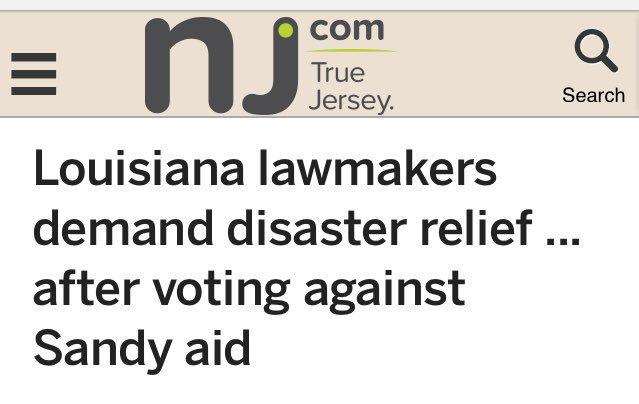 nj
com
True
Jersey.
Search
Louisiana lawmakers
demand disaster relief ...
after voting against
Sandy aid